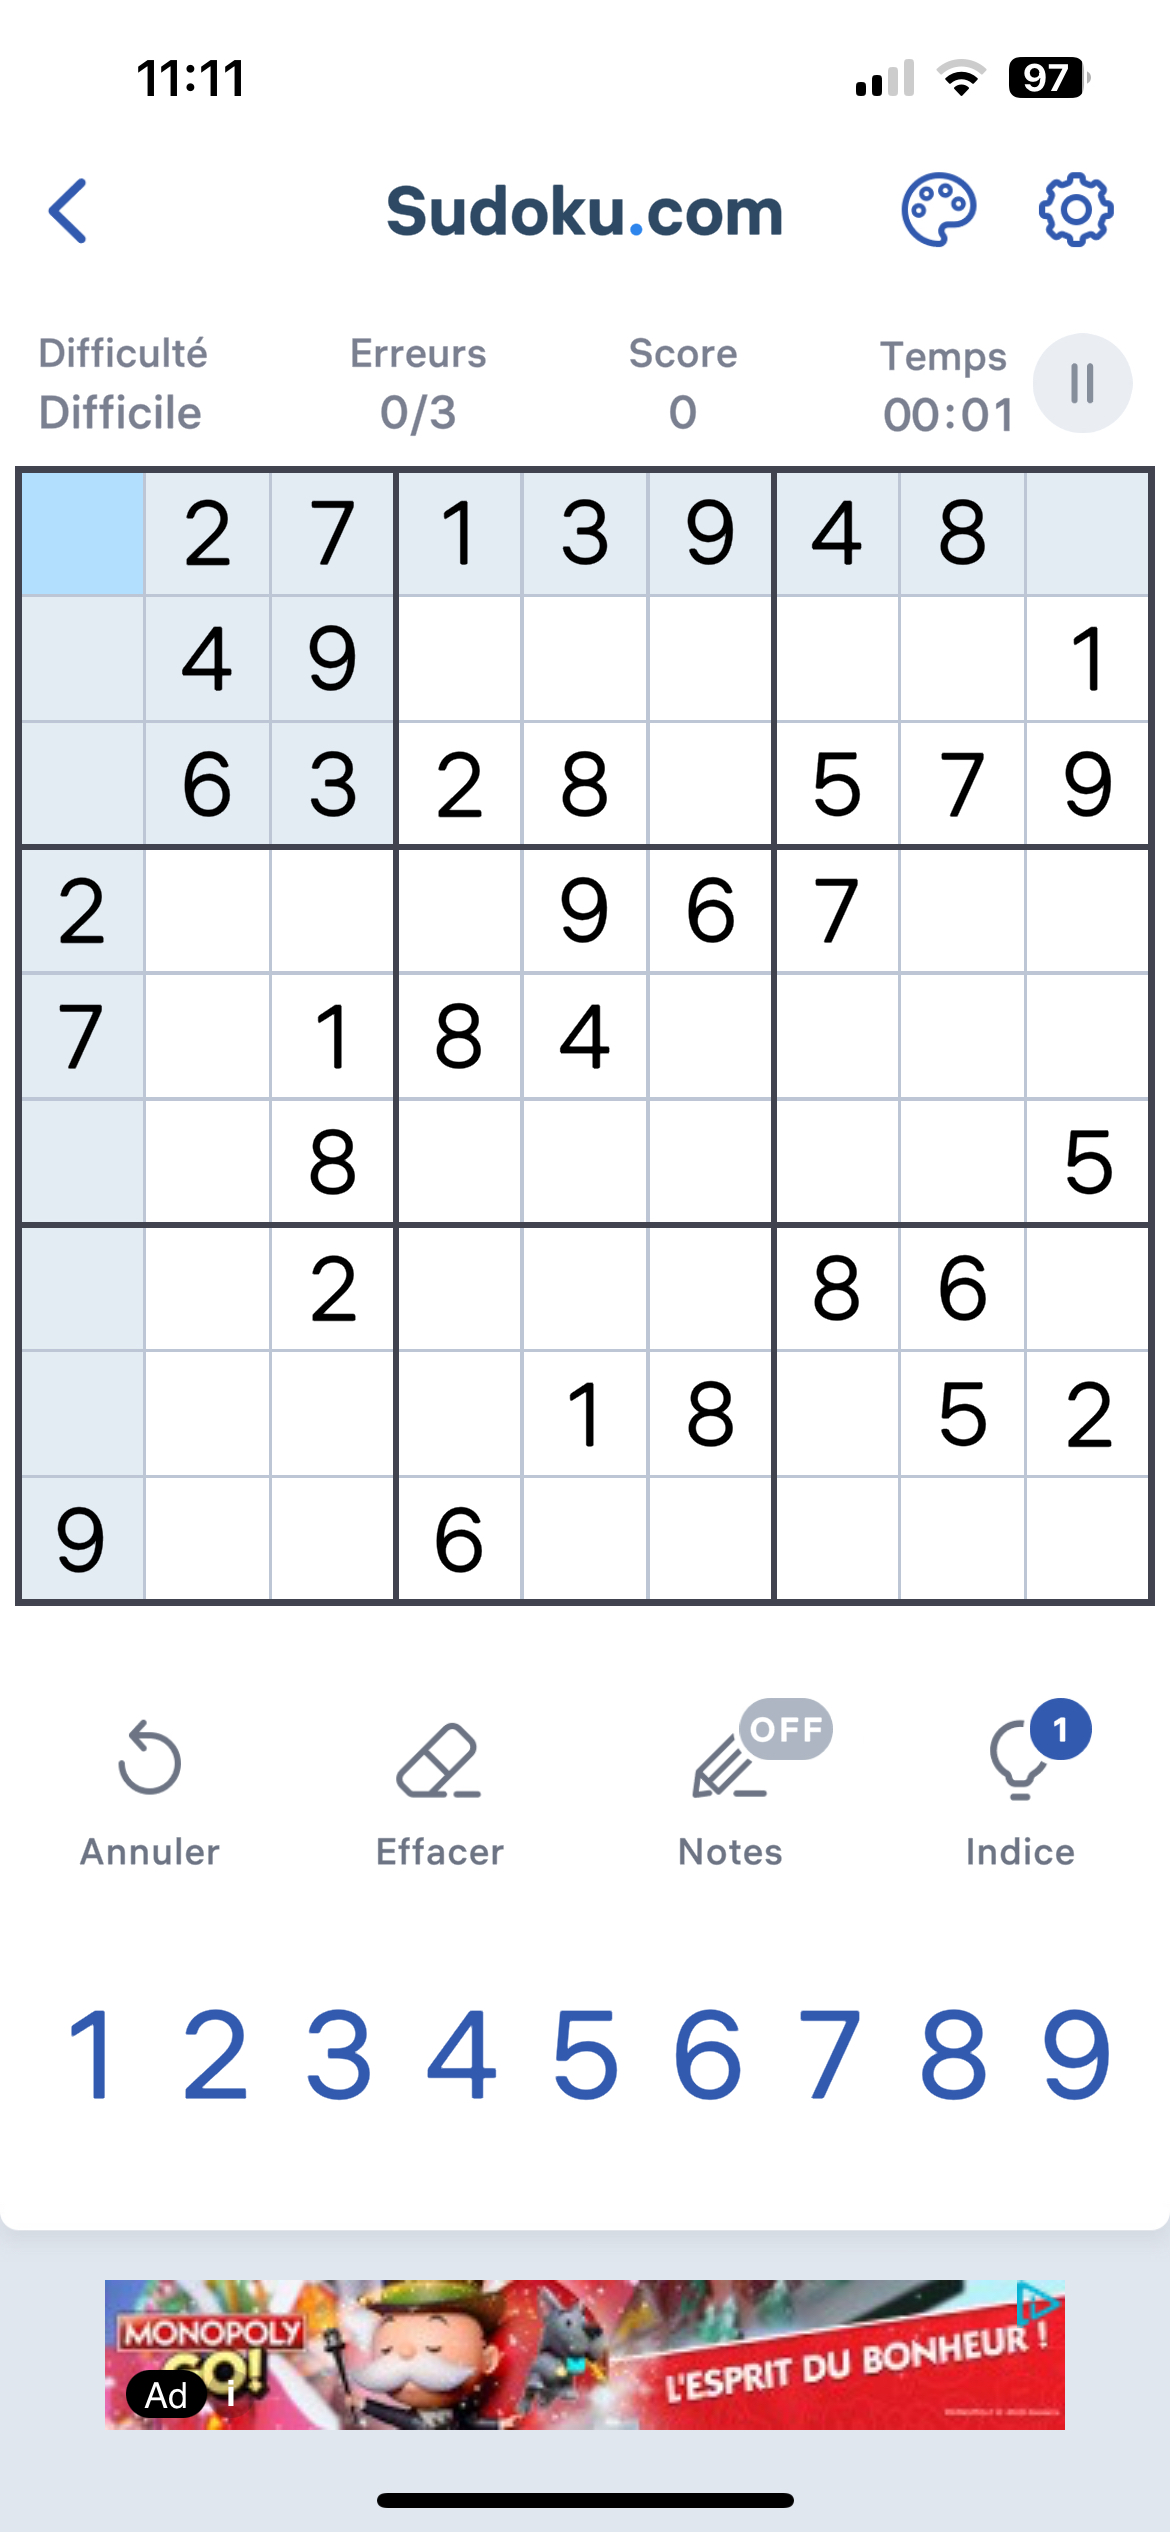 11:11 97
Sudoku.com
Difficulté Erreurs Score Temps
Difficile 0/3 0 00:01
2 7 1 3 9 4 8
4 9 1
6 3 2 8 5 7 9
2 9 6 7
7 1 8 4
8 5
2 8 6
1 8 5 2
9 6
OFF 1
Annuler Effacer Notes Indice
1 2 3 4 5 6 7 8 9
MONOPOLY
GO!
L'ESPRIT DU BONHEUR !
Ad i